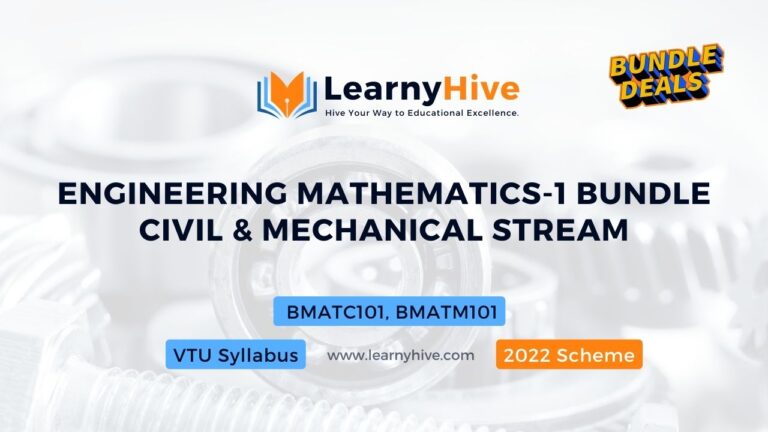 BUNDLE
DEALS
LearnyHive
Hive Your Way to Educational Excellence.
ENGINEERING MATHEMATICS-1 BUNDLE
CIVIL & MECHANICAL STREAM
BMATC101, BMATM101
VTU Syllabus
www.learnyhive.com
2022 Scheme